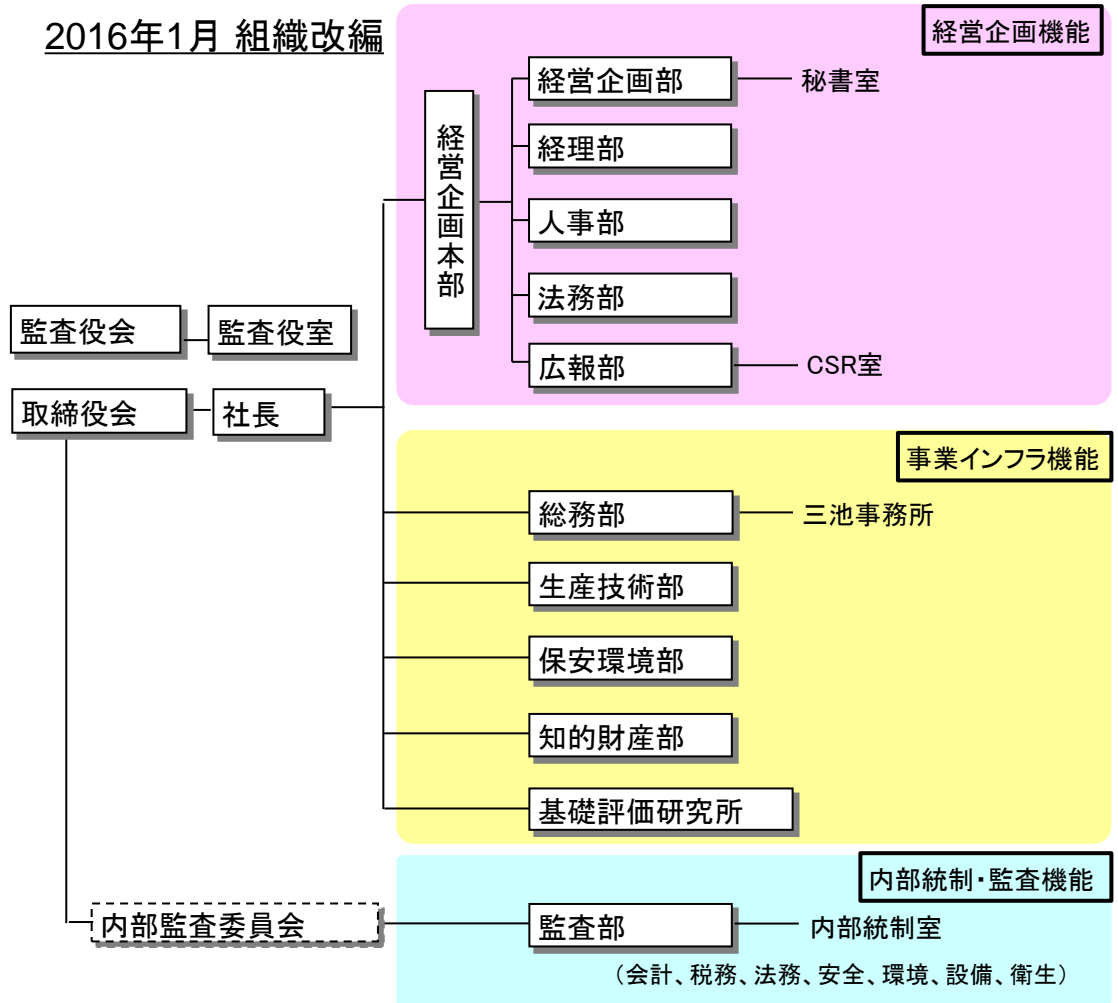 2016年1月 組織改編
経営企画機能
経営企画部
秘書室
経理部
経営企画本部
人事部
法務部
監査役会
監査役室
広報部
CSR室
取締役会
社長
事業インフラ機能
総務部
三池事務所
生産技術部
保安環境部
知的財産部
基礎評価研究所
内部統制・監査機能
内部監査委員会
監査部
内部統制室
（会計、税務、法務、安全、環境、設備、衛生）